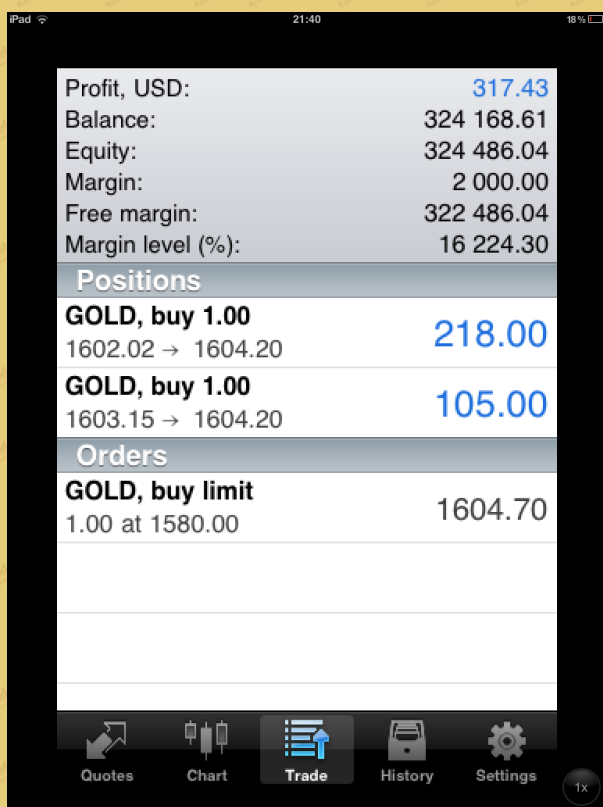 iPad 21:40 18%
Profit, USD: 317.43
Balance: 324 168.61
Equity: 324 486.04
Margin: 2 000.00
Free margin: 322 486.04
Margin level (%): 16 224.30
Positions
GOLD, buy 1.00
218.00
1602.02 → 1604.20
GOLD, buy 1.00
105.00
1603.15 → 1604.20
Orders
GOLD, buy limit
1604.70
1.00 at 1580.00
Quotes Chart Trade History Settings
1x